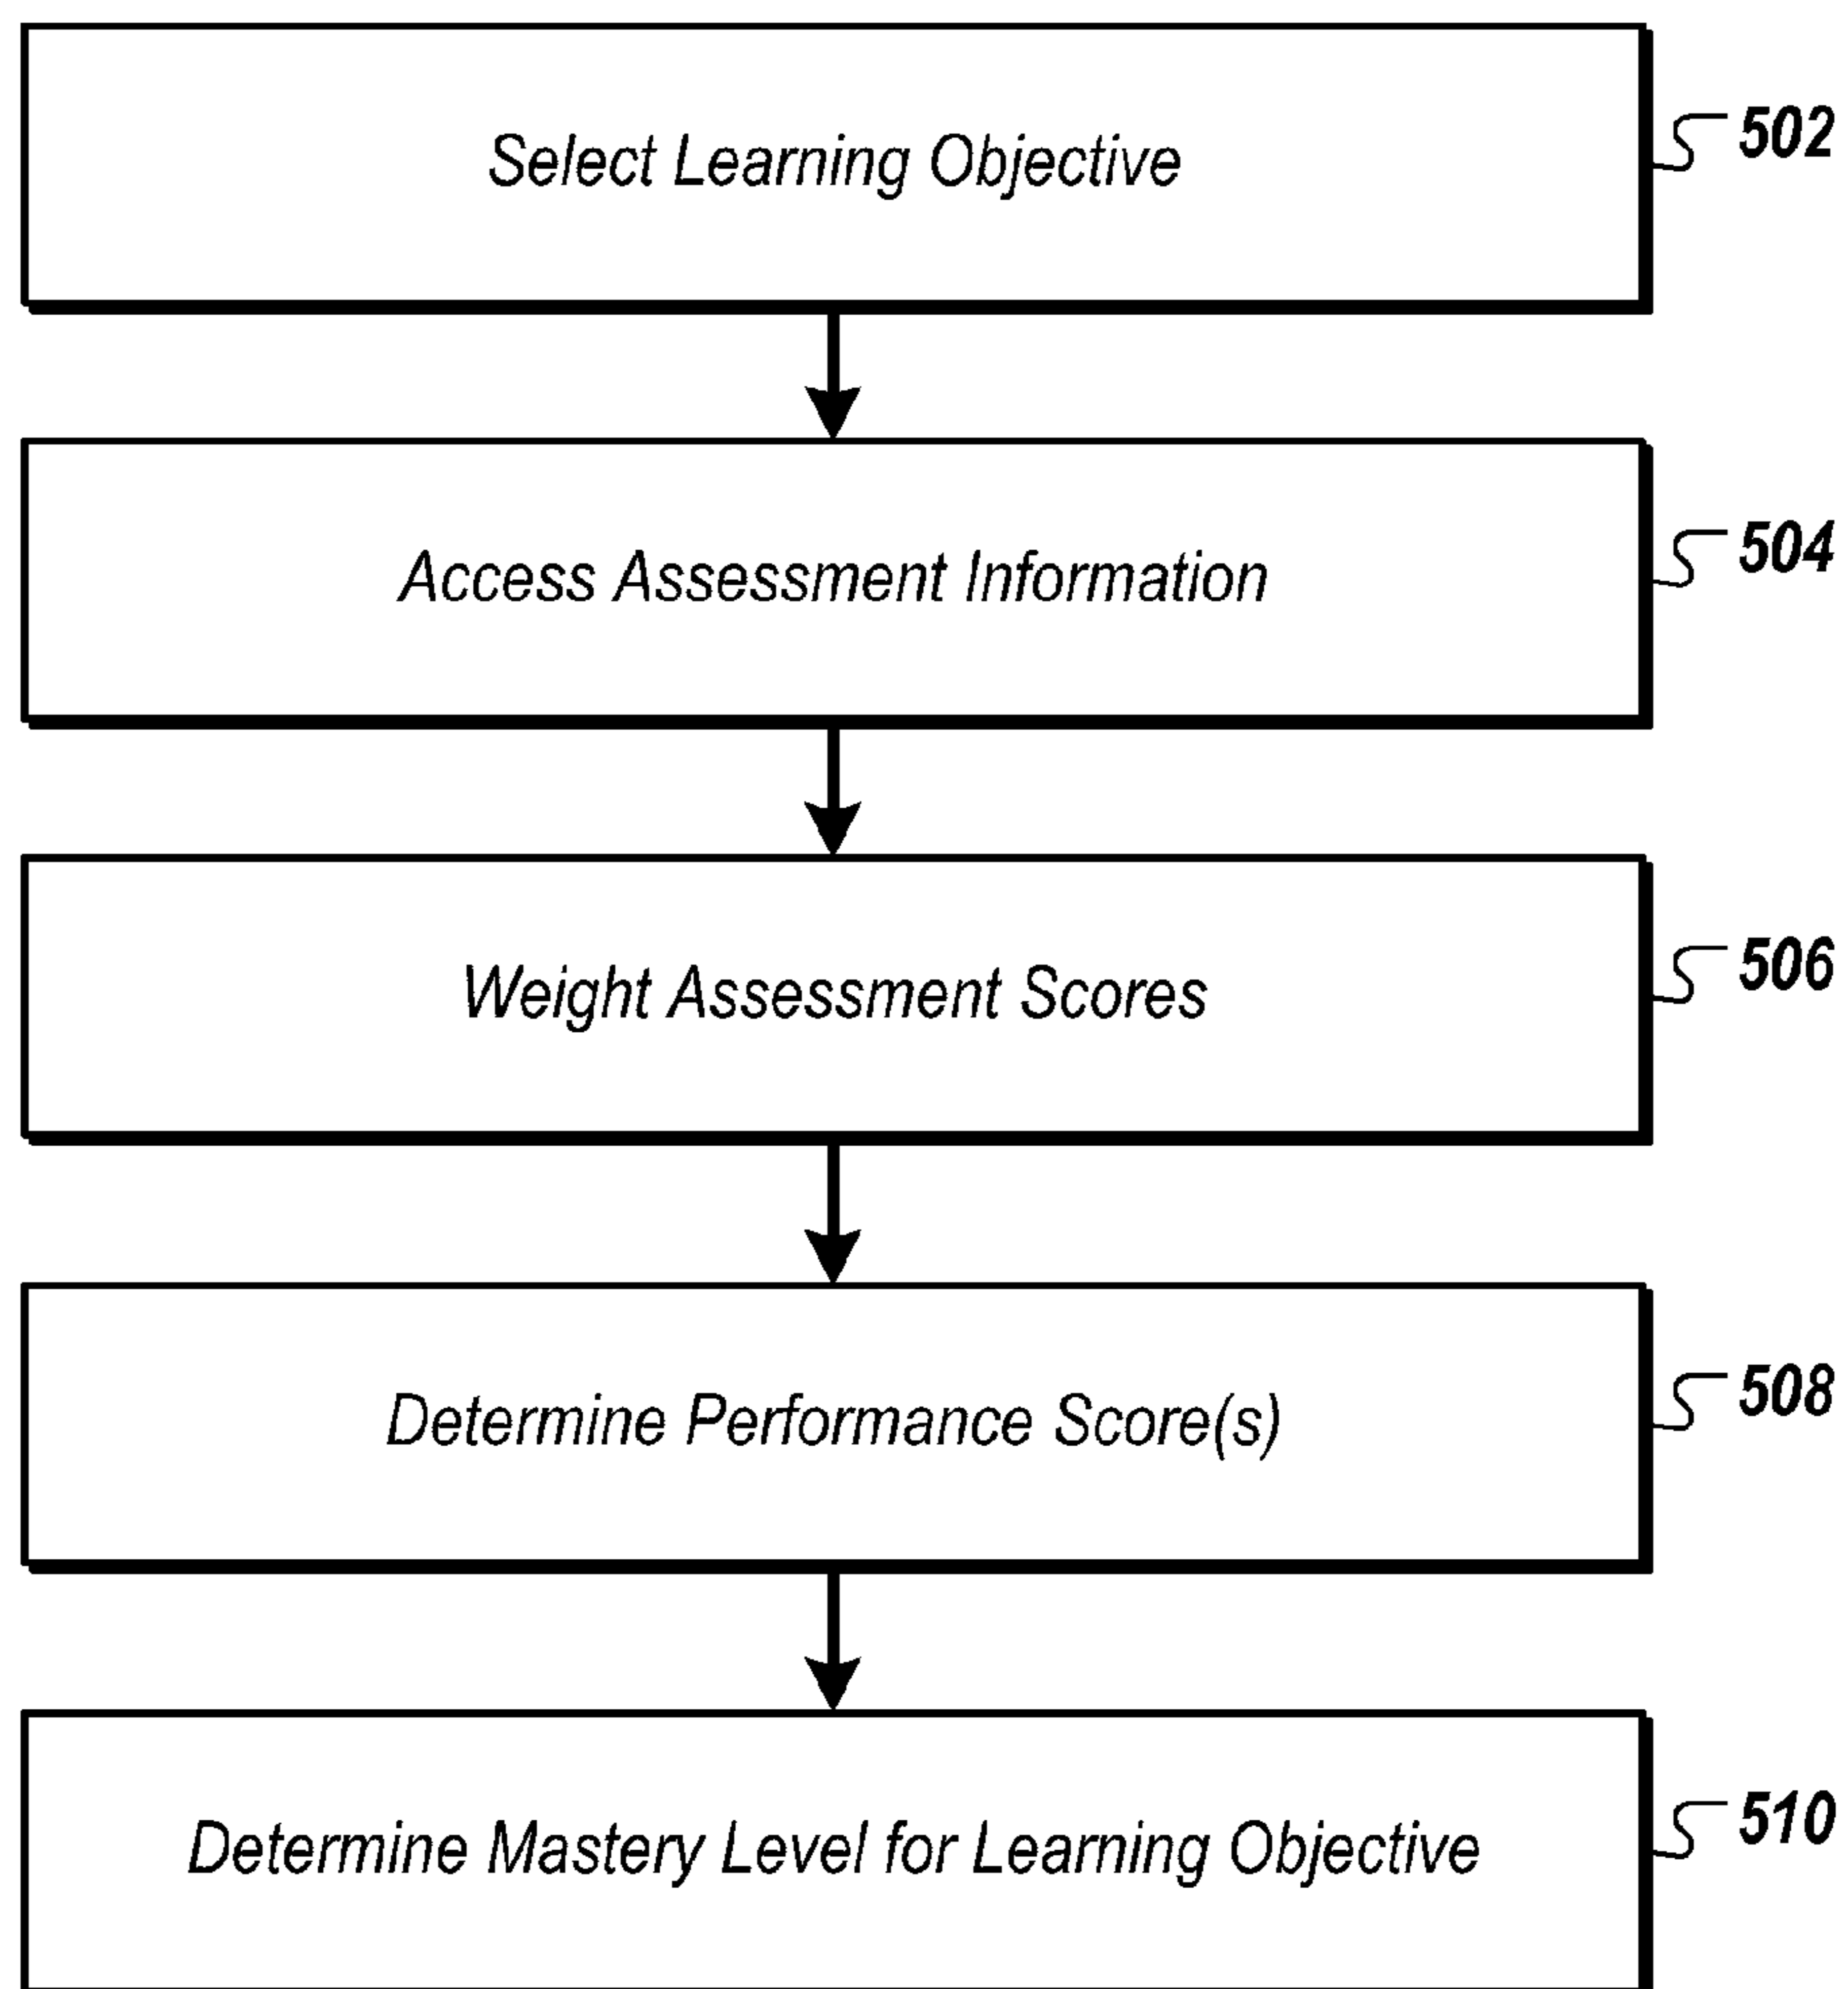 Select Learning Objective
502
Access Assessment Information
504
Weight Assessment Scores
506
Determine Performance Score(s)
508
Determine Mastery Level for Learning Objective
510